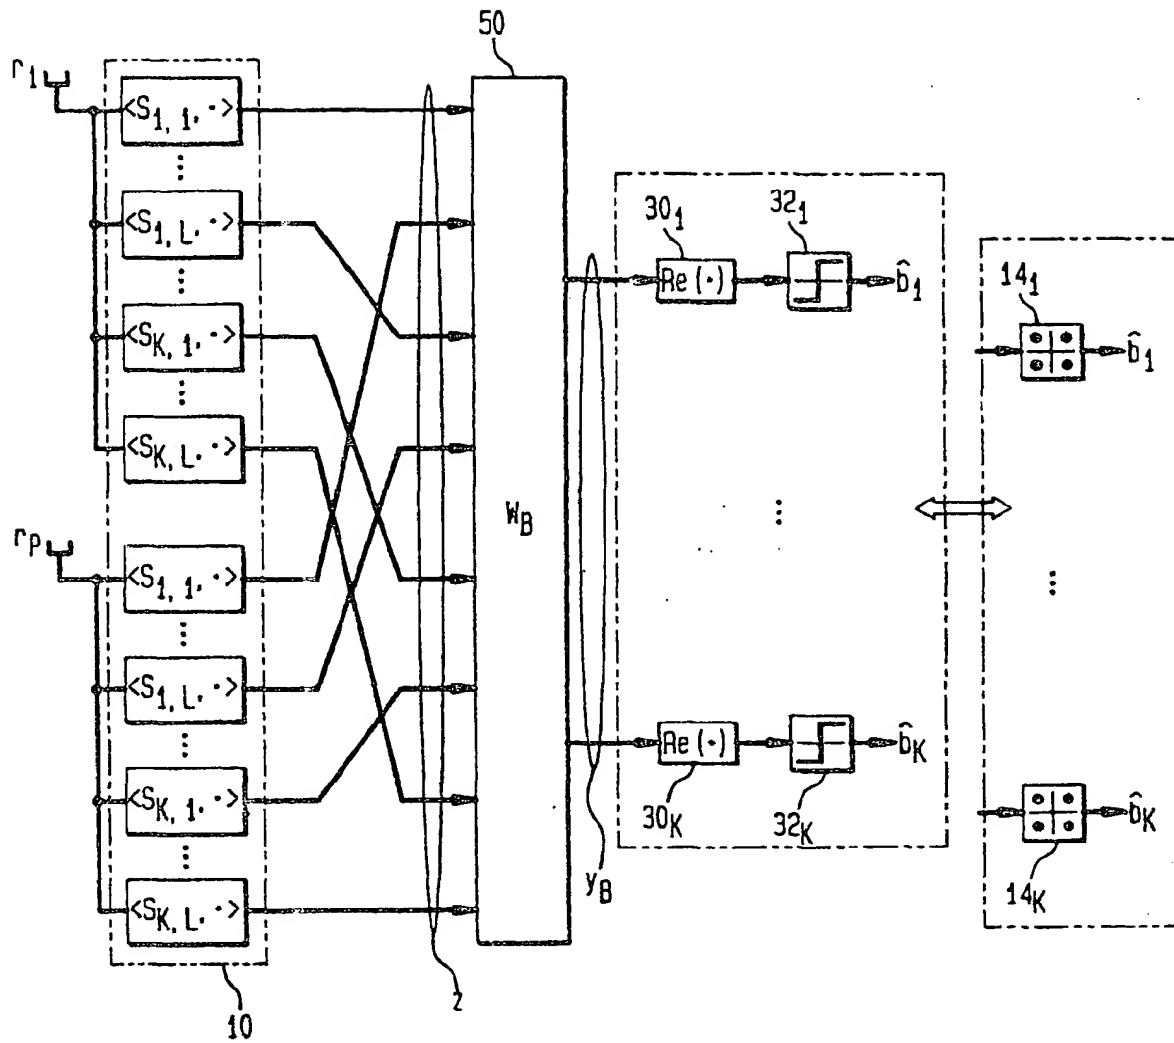 50
r1
<S1, 1, ·>
⋮
<S1, L, ·>
⋮
<SK, 1, ·>
⋮
<SK, L, ·>
rP
<S1, 1, ·>
⋮
<S1, L, ·>
⋮
<SK, 1, ·>
⋮
<SK, L, ·>
10
z
WB
yB
301
321
Re(·)
b̂1
⋮
Re(·)
b̂K
30K
32K
141
b̂1
⋮
b̂K
14K